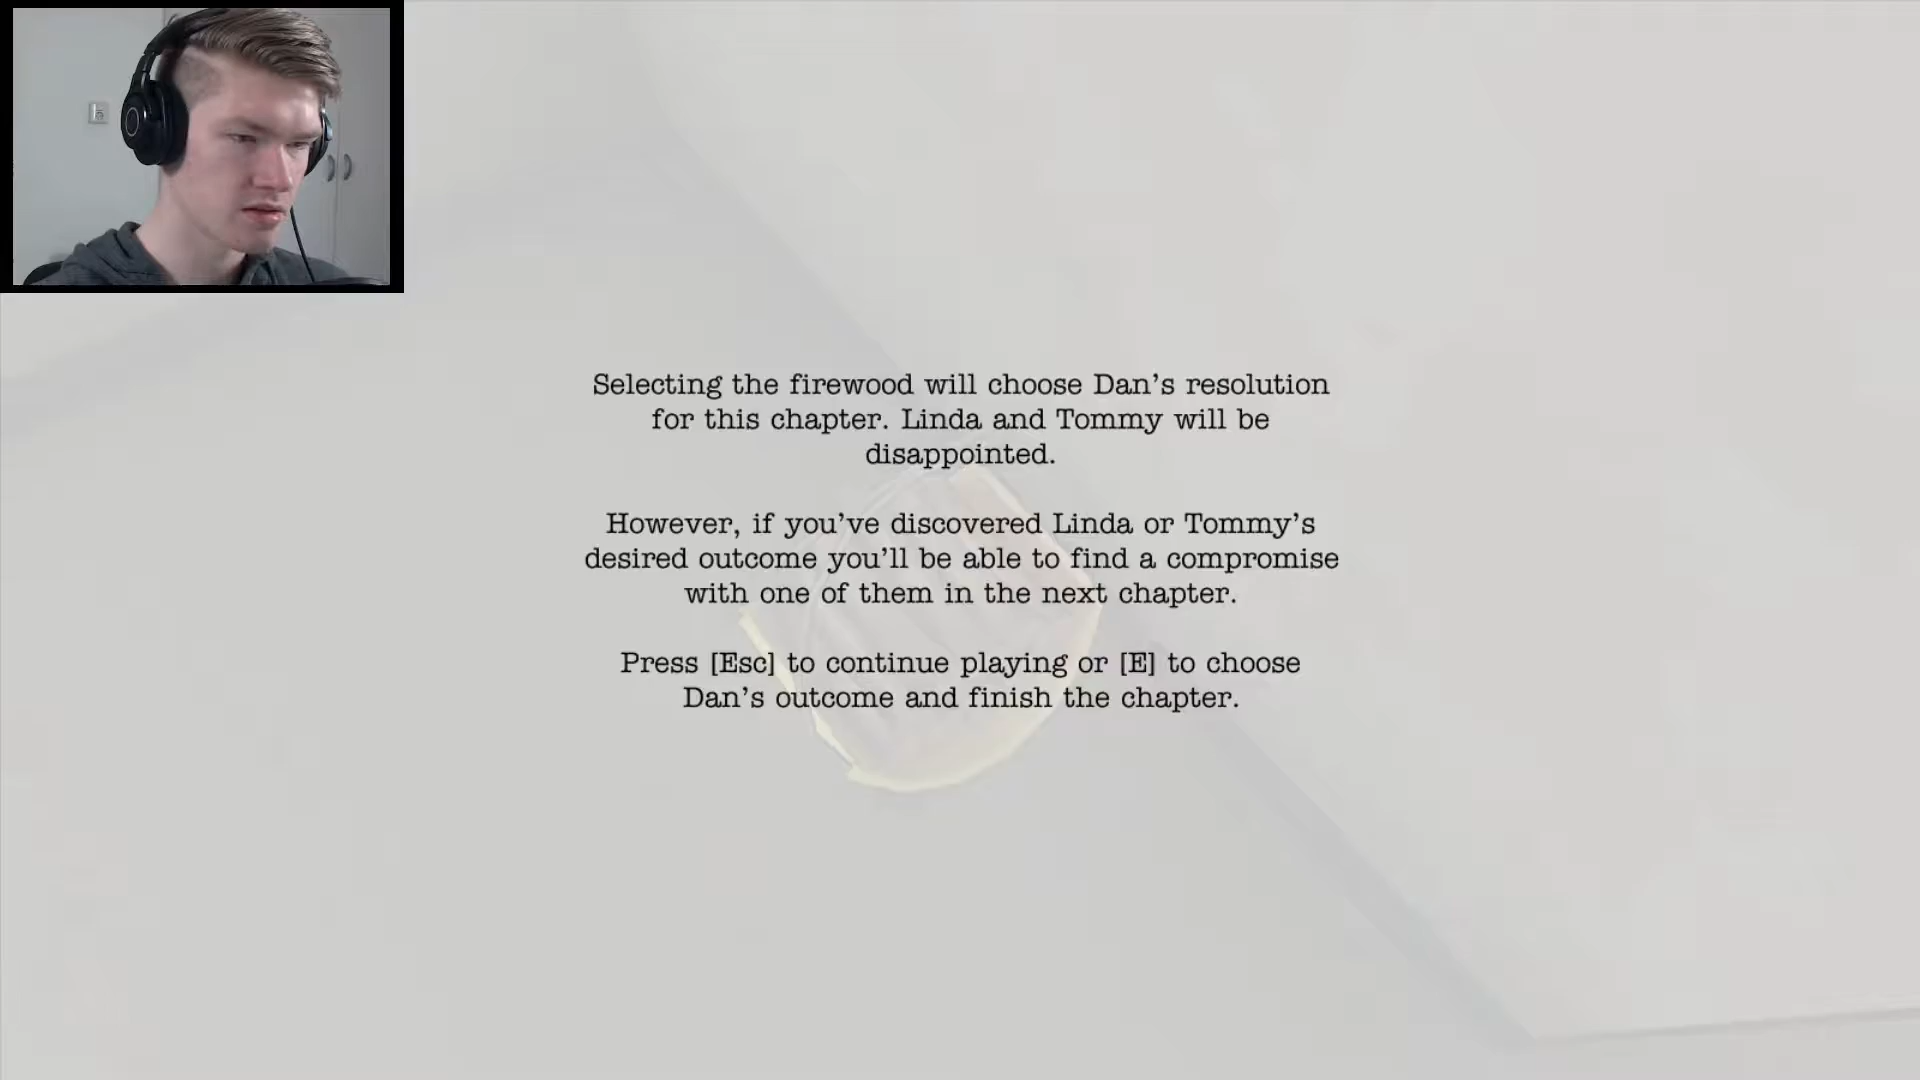 Selecting the firewood will choose Dan's resolution
for this chapter. Linda and Tommy will be
disappointed.
However, if you've discovered Linda or Tommy's
desired outcome you'll be able to find a compromise
with one of them in the next chapter.
Press [Esc] to continue playing or [E] to choose
Dan's outcome and finish the chapter.